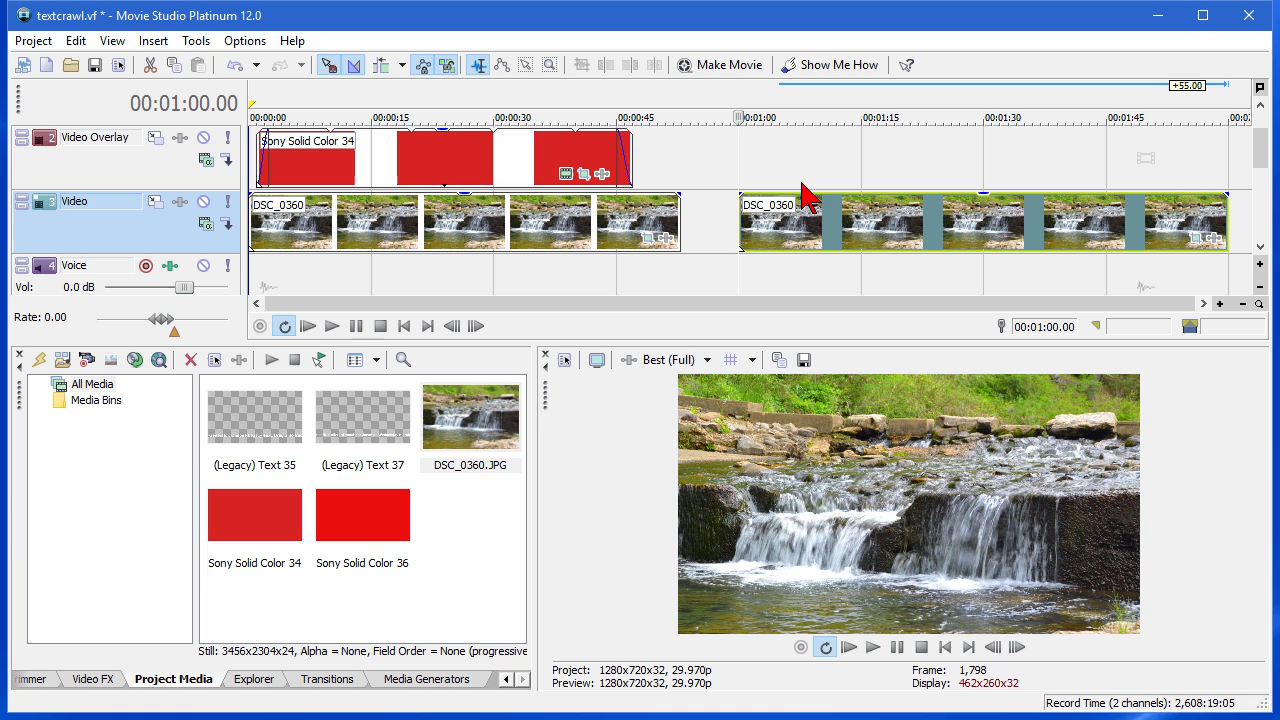 textcrawl.vf * - Movie Studio Platinum 12.0
Project Edit View Insert Tools Options Help
Make Movie Show Me How
00:01:00.00
+55.00
00:00:00 00:00:15 00:00:30 00:00:45 00:01:00 00:01:15 00:01:30 00:01:45 00:0
2 Video Overlay
Sony Solid Color 34
3 Video
DSC_0360 DSC_0360
4 Voice
Vol: 0.0 dB
Rate: 0.00
00:01:00.00
All Media
Media Bins
(Legacy) Text 35 (Legacy) Text 37 DSC_0360.JPG
Sony Solid Color 34 Sony Solid Color 36
Still: 3456x2304x24, Alpha = None, Field Order = None (progressive
rimmer Video FX Project Media Explorer Transitions Media Generators
Best (Full)
Project: 1280x720x32, 29.970p Frame: 1,798
Preview: 1280x720x32, 29.970p Display: 462x260x32
Record Time (2 channels): 2,608:19:05